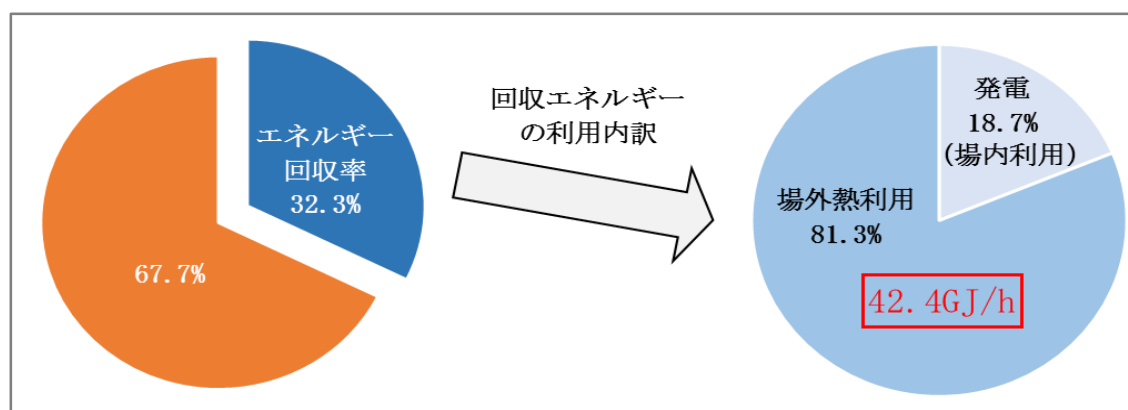 エネルギー
回収率
32.3%
67.7%
回収エネルギー
の利用内訳
発電
18.7%
(場内利用)
場外熱利用
81.3%
42.4GJ/h